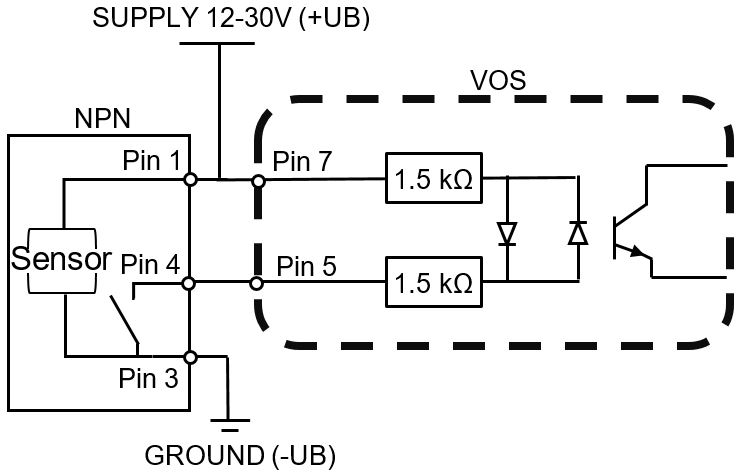 SUPPLY 12-30V (+UB)
VOS
NPN
Pin 1
Pin 7
1.5 kΩ
Sensor
Pin 4
Pin 5
1.5 kΩ
Pin 3
GROUND (-UB)